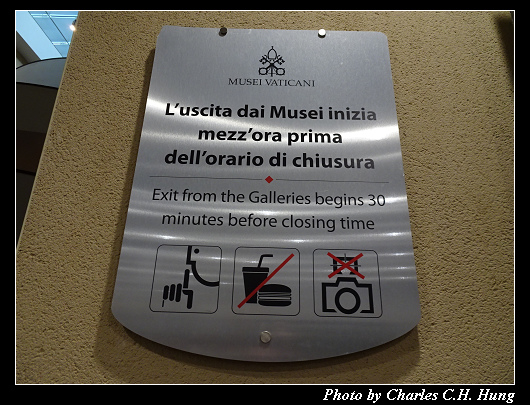 MUSEI VATICANI
L'uscita dai Musei inizia
mezz'ora prima
dell'orario di chiusura
Exit from the Galleries begins 30
minutes before closing time
Photo by Charles C.H. Hung